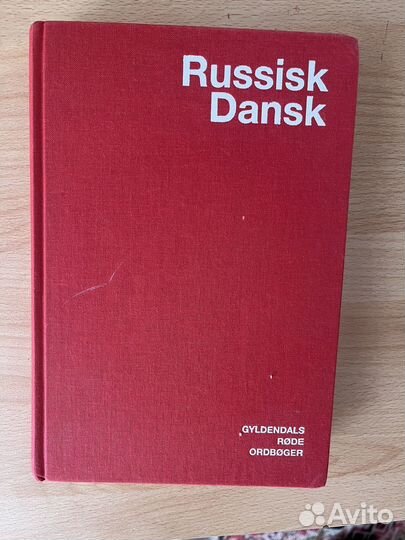 Russisk
Dansk
GYLDENDALS
RØDE
ORDBØGER
Avito